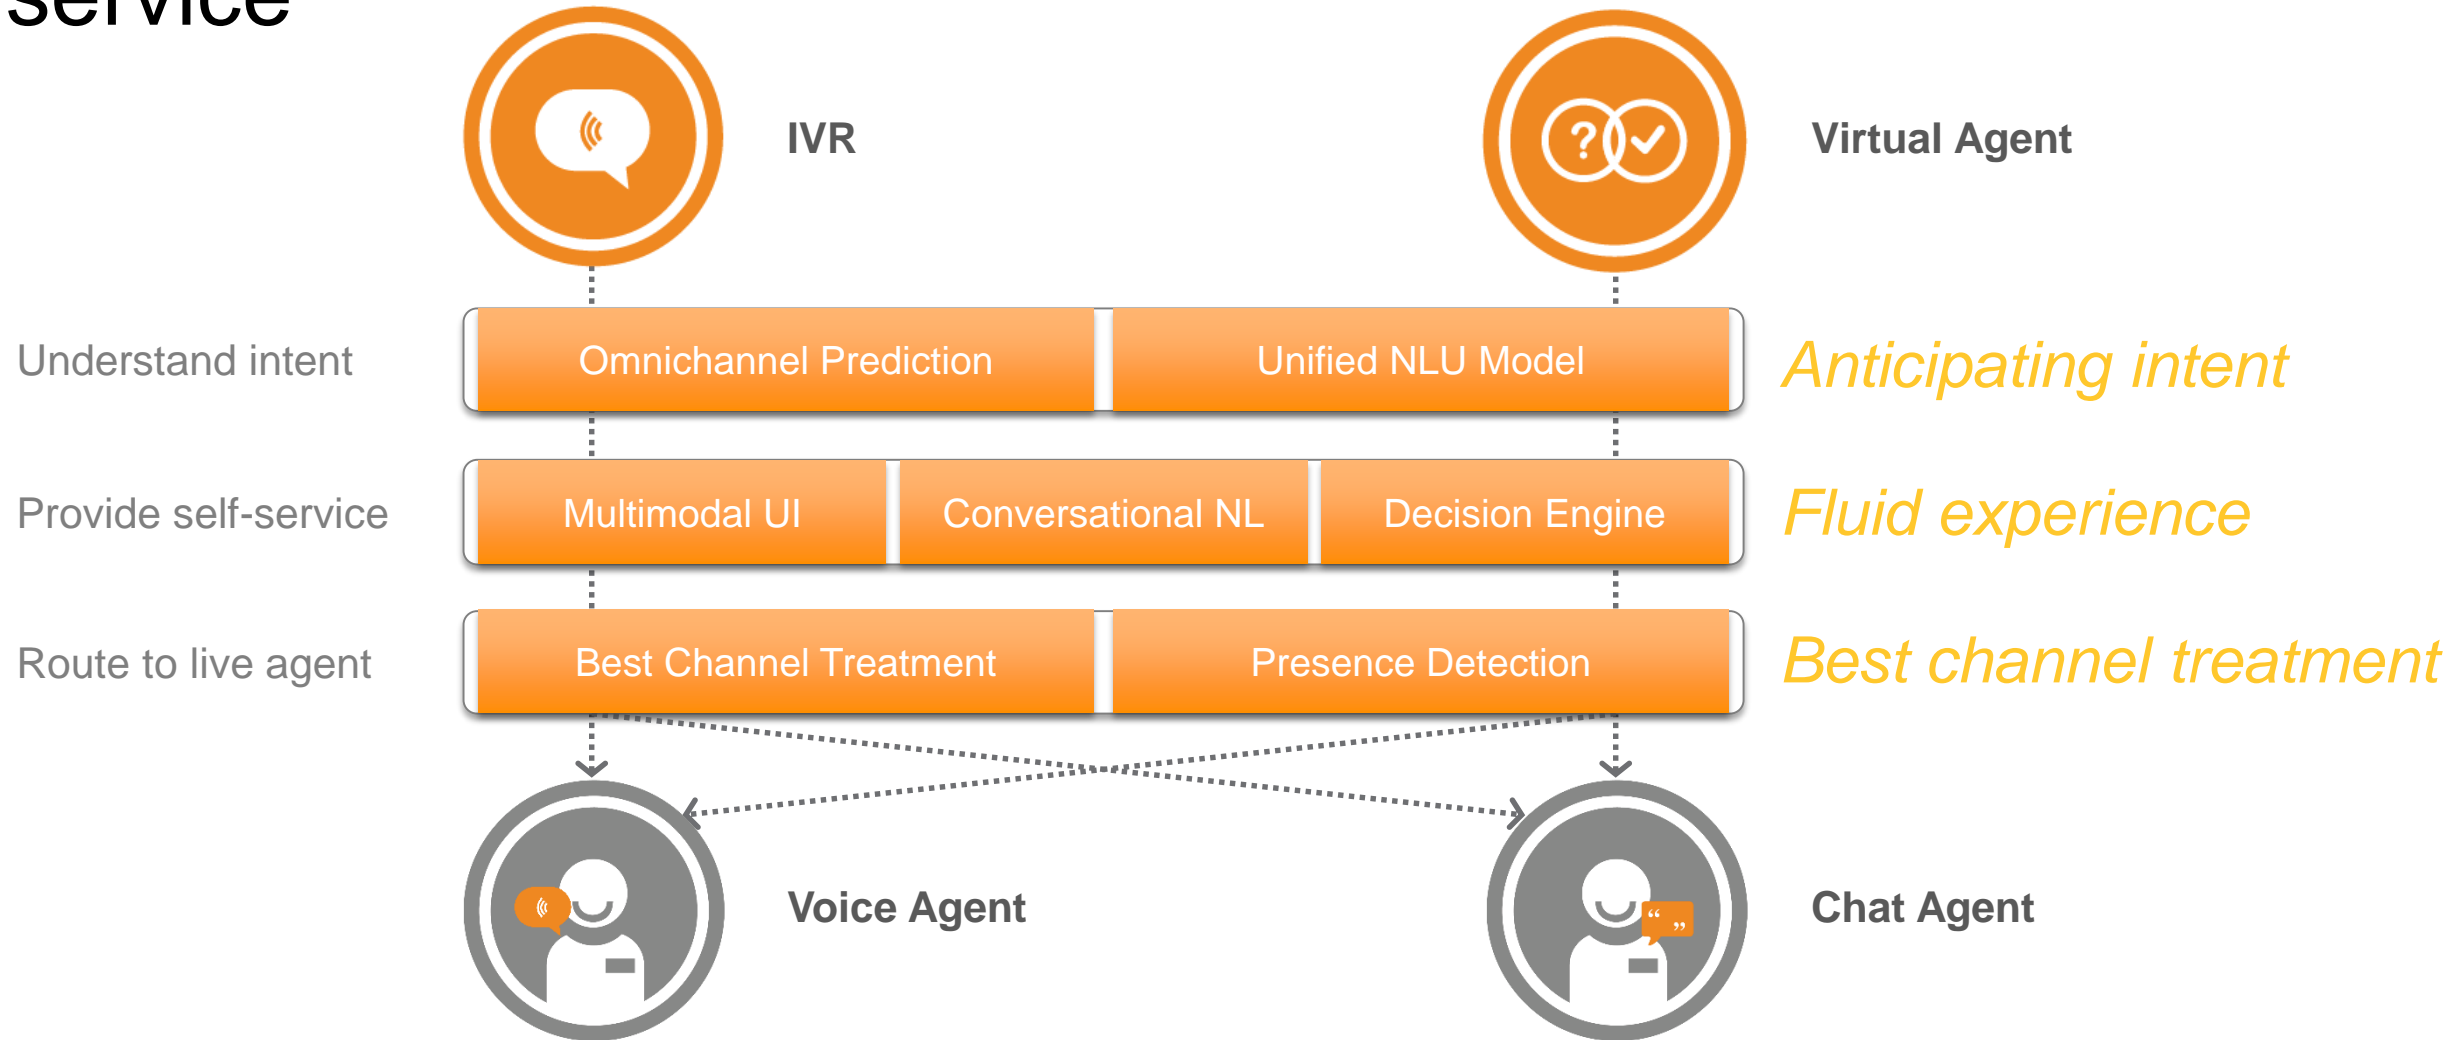 service
IVR
Virtual Agent
Understand intent
Omnichannel Prediction
Unified NLU Model
Anticipating intent
Provide self-service
Multimodal UI
Conversational NL
Decision Engine
Fluid experience
Route to live agent
Best Channel Treatment
Presence Detection
Best channel treatment
Voice Agent
Chat Agent